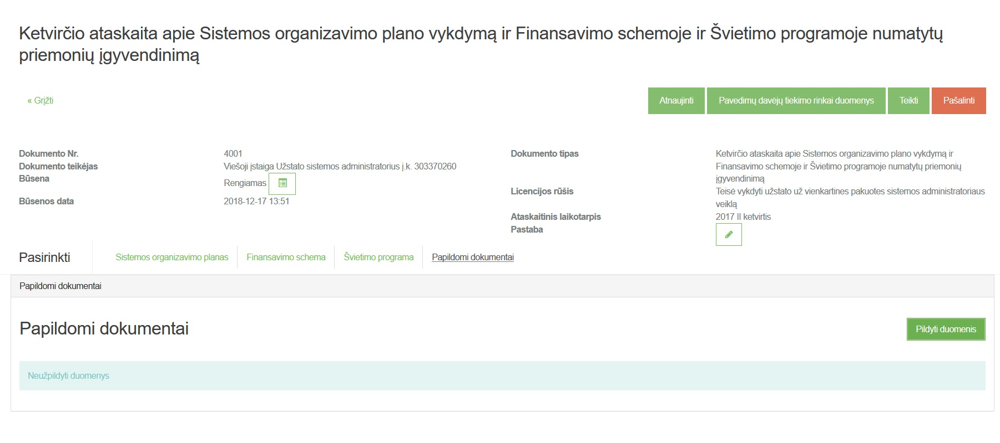 Ketvirčio ataskaita apie Sistemos organizavimo plano vykdymą ir Finansavimo schemoje ir Švietimo programoje numatytų
priemonių įgyvendinimą
« Grįžti
Atnaujinti
Pavedimų davėjų tiekimo rinkai duomenys
Teikti
Pašalinti
Dokumento Nr.
4001
Dokumento teikėjas
Viešoji įstaiga Užstato sistemos administratorius į.k. 303370260
Būsena
Rengiamas
Būsenos data
2018-12-17 13:51
Dokumento tipas
Ketvirčio ataskaita apie Sistemos organizavimo plano vykdymą ir
Finansavimo schemoje ir Švietimo programoje numatytų priemonių
įgyvendinimą
Licencijos rūšis
Teisė vykdyti užstato už vienkartines pakuotes sistemos administratoriaus
veiklą
Ataskaitinis laikotarpis
2017 II ketvirtis
Pastaba
Pasirinkti
Sistemos organizavimo planas
Finansavimo schema
Švietimo programa
Papildomi dokumentai
Papildomi dokumentai
Papildomi dokumentai
Pildyti duomenis
Neužpildyti duomenys